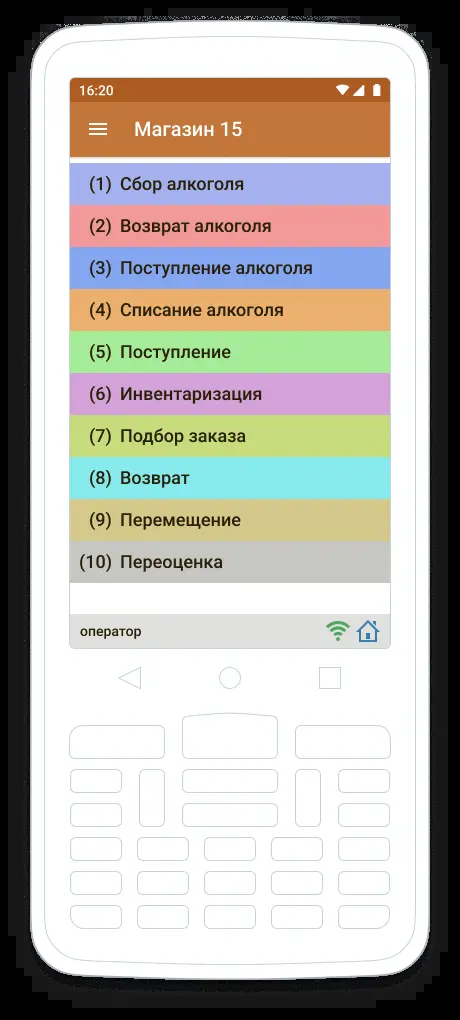 16:20
Магазин 15
(1) Сбор алкоголя
(2) Возврат алкоголя
(3) Поступление алкоголя
(4) Списание алкоголя
(5) Поступление
(6) Инвентаризация
(7) Подбор заказа
(8) Возврат
(9) Перемещение
(10) Переоценка
оператор